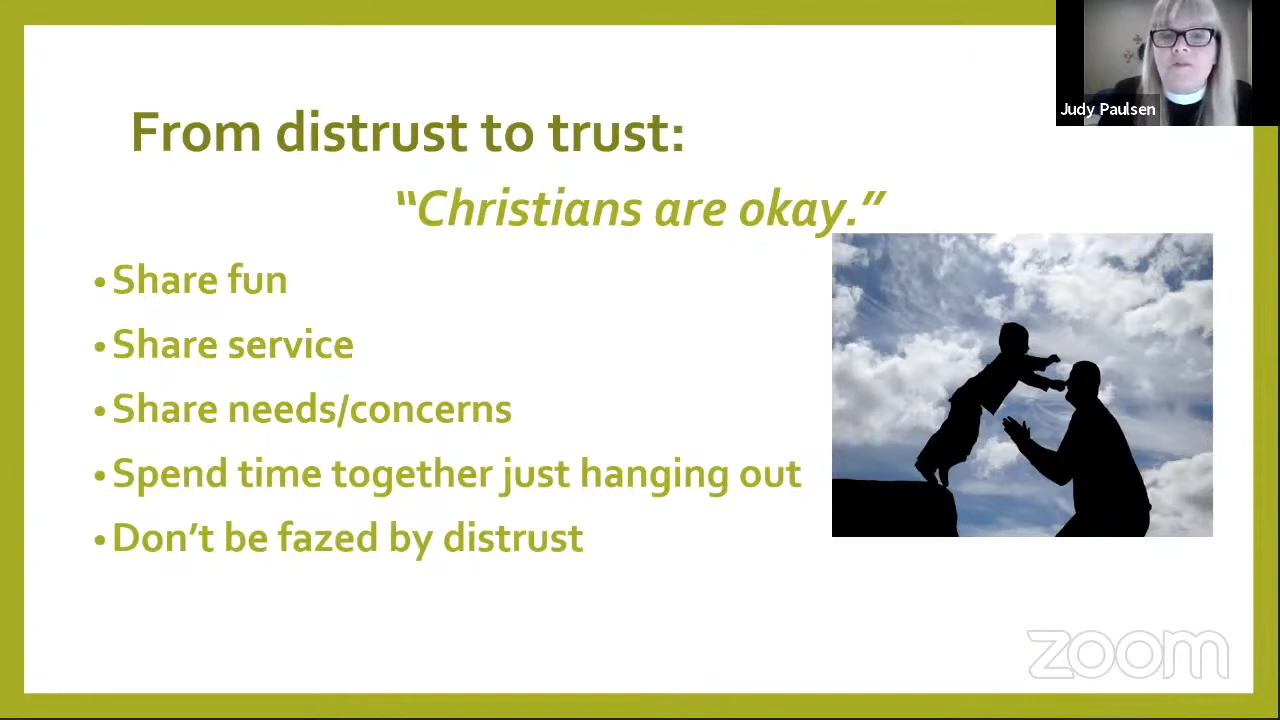 Judy Paulsen
From distrust to trust:
“Christians are okay.”
• Share fun
• Share service
• Share needs/concerns
• Spend time together just hanging out
• Don’t be fazed by distrust
zoom